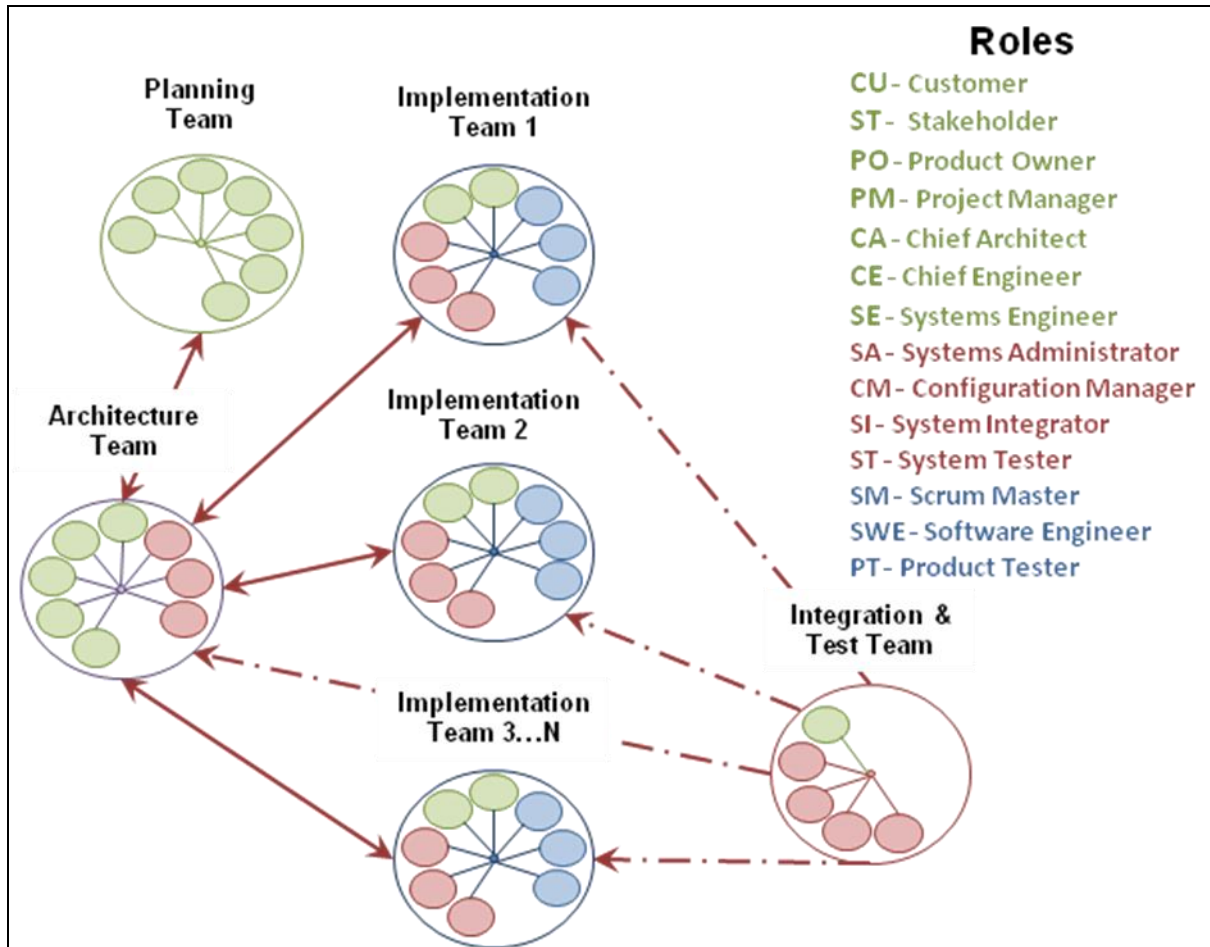 Planning
Team
Implementation
Team 1
Architecture
Team
Implementation
Team 2
Implementation
Team 3...N
Integration &
Test Team
Roles
CU- Customer
ST- Stakeholder
PO- Product Owner
PM- Project Manager
CA- Chief Architect
CE- Chief Engineer
SE- Systems Engineer
SA- Systems Administrator
CM- Configuration Manager
SI- System Integrator
ST- System Tester
SM- Scrum Master
SWE- Software Engineer
PT- Product Tester